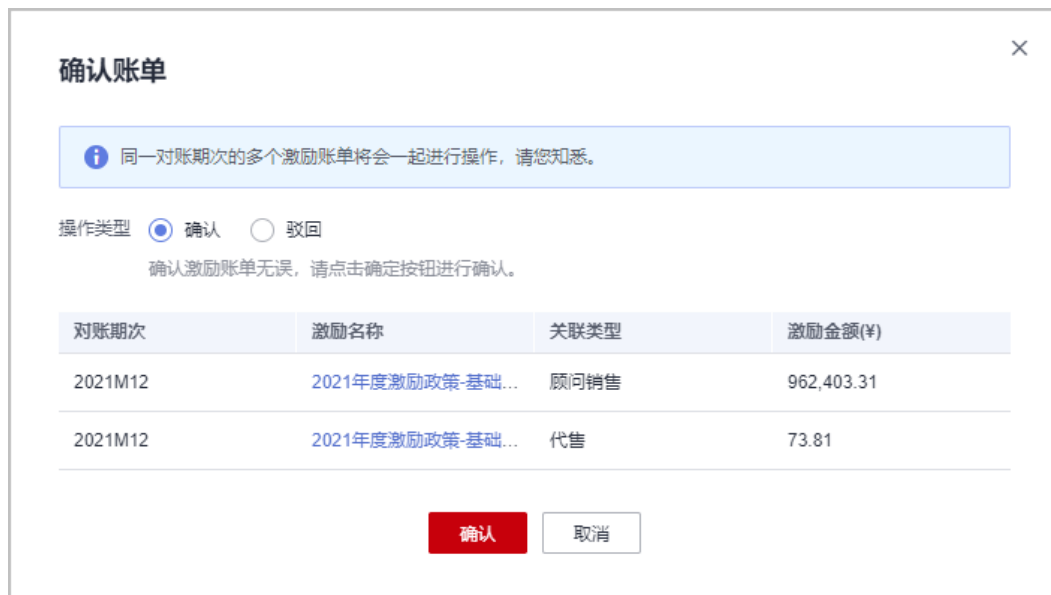 确认账单
同一对账期次的多个激励账单将会一起进行操作，请您知悉。
操作类型 确认 驳回
确认激励账单无误，请点击确定按钮进行确认。
对账期次 激励名称 关联类型 激励金额(¥)
2021M12 2021年度激励政策-基础... 顾问销售 962,403.31
2021M12 2021年度激励政策-基础... 代售 73.81
确认 取消